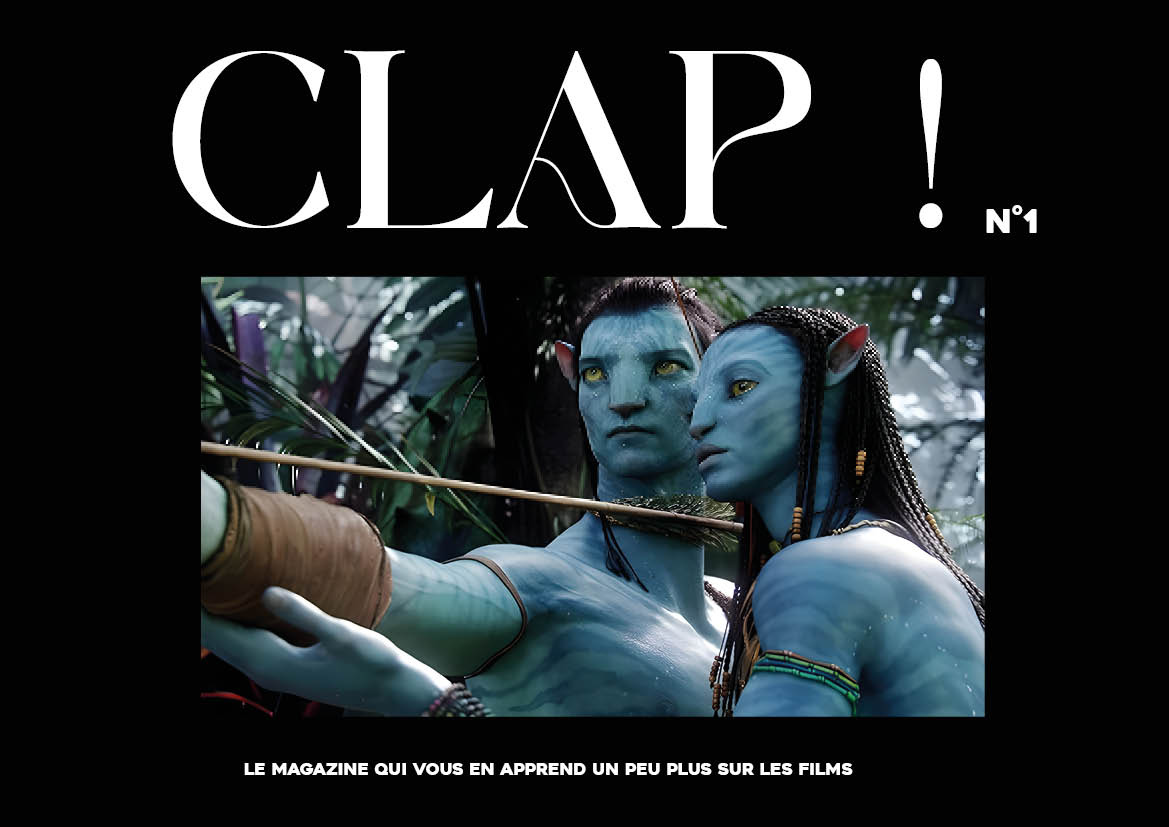 CLAP !
N°1
LE MAGAZINE QUI VOUS EN APPREND UN PEU PLUS SUR LES FILMS